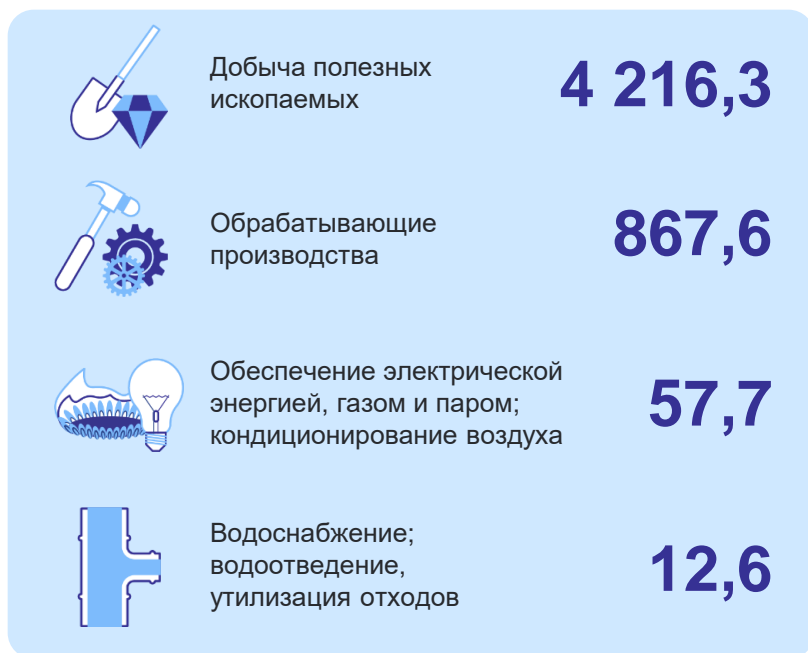 Добыча полезных
ископаемых
4 216,3
Обрабатывающие
производства
867,6
Обеспечение электрической
энергией, газом и паром;
кондиционирование воздуха
57,7
Водоснабжение;
водоотведение,
утилизация отходов
12,6